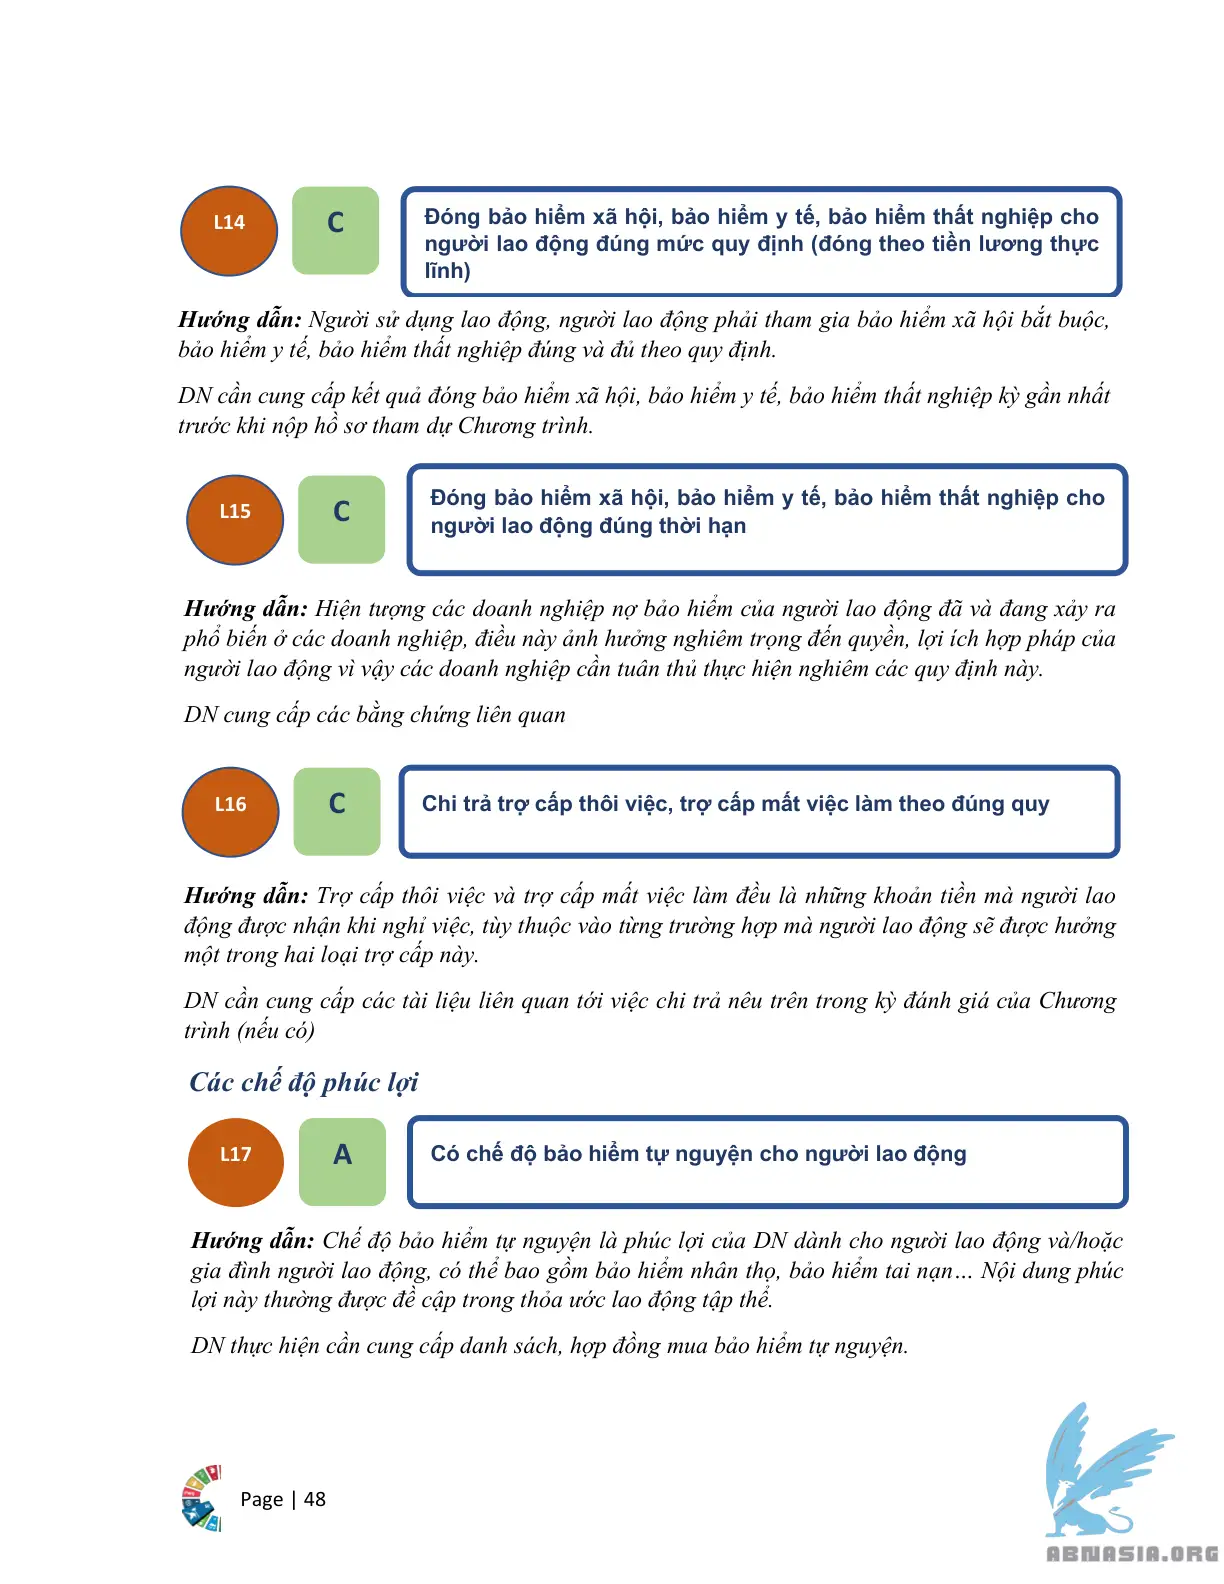 L14
C
Đóng bảo hiểm xã hội, bảo hiểm y tế, bảo hiểm thất nghiệp cho
người lao động đúng mức quy định (đóng theo tiền lương thực
lĩnh)
Hướng dẫn: Người sử dụng lao động, người lao động phải tham gia bảo hiểm xã hội bắt buộc,
bảo hiểm y tế, bảo hiểm thất nghiệp đúng và đủ theo quy định.
DN cần cung cấp kết quả đóng bảo hiểm xã hội, bảo hiểm y tế, bảo hiểm thất nghiệp kỳ gần nhất
trước khi nộp hồ sơ tham dự Chương trình.
L15
C
Đóng bảo hiểm xã hội, bảo hiểm y tế, bảo hiểm thất nghiệp cho
người lao động đúng thời hạn
Hướng dẫn: Hiện tượng các doanh nghiệp nợ bảo hiểm của người lao động đã và đang xảy ra
phổ biến ở các doanh nghiệp, điều này ảnh hưởng nghiêm trọng đến quyền, lợi ích hợp pháp của
người lao động vì vậy các doanh nghiệp cần tuân thủ thực hiện nghiêm các quy định này.
DN cung cấp các bằng chứng liên quan
L16
C
Chi trả trợ cấp thôi việc, trợ cấp mất việc làm theo đúng quy
Hướng dẫn: Trợ cấp thôi việc và trợ cấp mất việc làm đều là những khoản tiền mà người lao
động được nhận khi nghỉ việc, tùy thuộc vào từng trường hợp mà người lao động sẽ được hưởng
một trong hai loại trợ cấp này.
DN cần cung cấp các tài liệu liên quan tới việc chi trả nêu trên trong kỳ đánh giá của Chương
trình (nếu có)
Các chế độ phúc lợi
L17
A
Có chế độ bảo hiểm tự nguyện cho người lao động
Hướng dẫn: Chế độ bảo hiểm tự nguyện là phúc lợi của DN dành cho người lao động và/hoặc
gia đình người lao động, có thể bao gồm bảo hiểm nhân thọ, bảo hiểm tai nạn… Nội dung phúc
lợi này thường được đề cập trong thỏa ước lao động tập thể.
DN thực hiện cần cung cấp danh sách, hợp đồng mua bảo hiểm tự nguyện.
Page | 48
ABNASIA.ORG